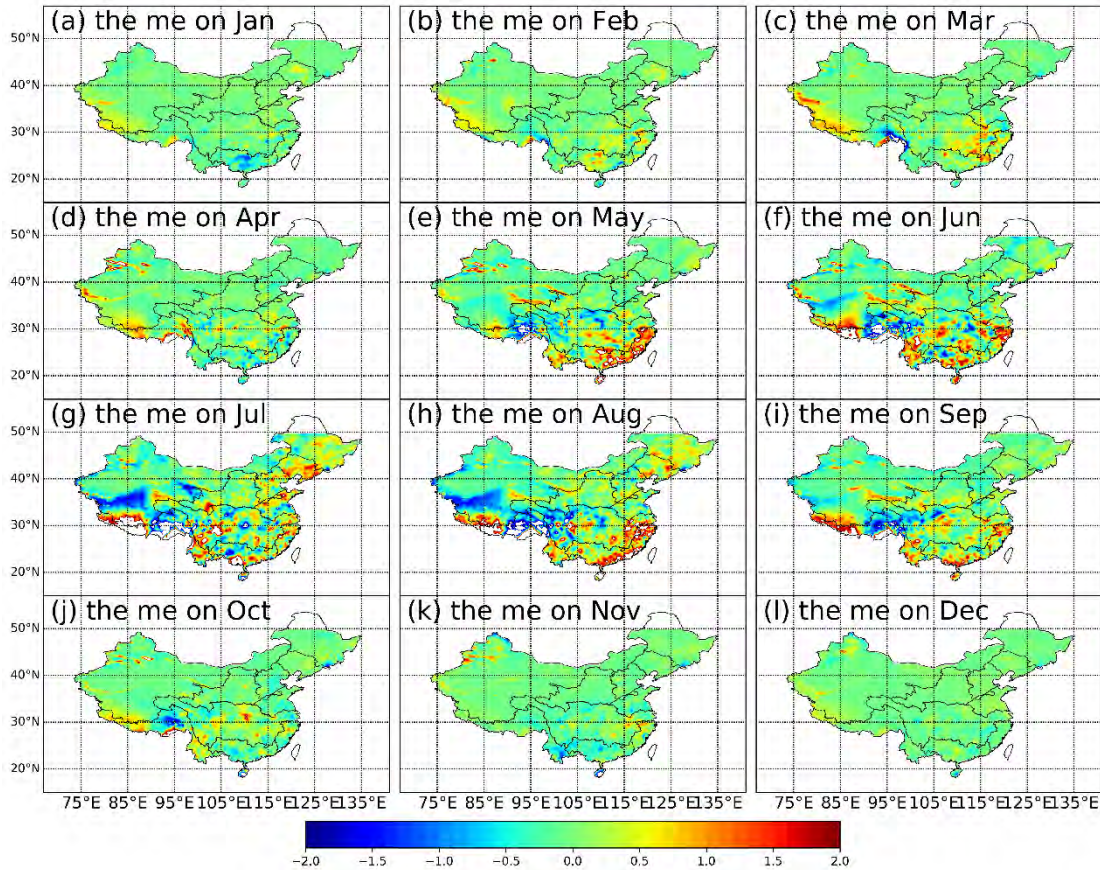 (a) the me on Jan
(b) the me on Feb
(c) the me on Mar
50°N
40°N
30°N
20°N
(d) the me on Apr
(e) the me on May
(f) the me on Jun
50°N
40°N
30°N
20°N
(g) the me on Jul
(h) the me on Aug
(i) the me on Sep
50°N
40°N
30°N
20°N
(j) the me on Oct
(k) the me on Nov
(l) the me on Dec
50°N
40°N
30°N
20°N
75°E 85°E 95°E 105°E 115°E 125°E 135°E
75°E 85°E 95°E 105°E 115°E 125°E 135°E
75°E 85°E 95°E 105°E 115°E 125°E 135°E
−2.0 −1.5 −1.0 −0.5 0.0 0.5 1.0 1.5 2.0